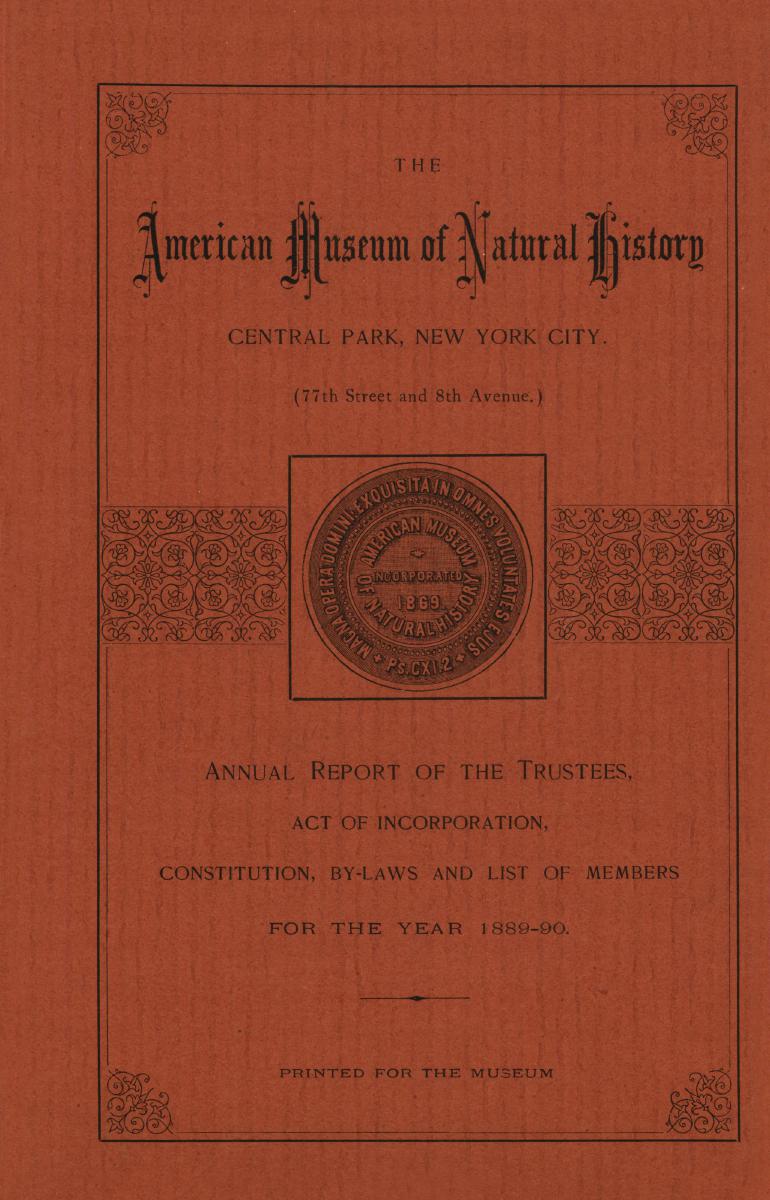 THE
American Museum of Natural History
CENTRAL PARK, NEW YORK CITY.
(77th Street and 8th Avenue.)
MAGNA OPERA DOMINI. EXQUISITA IN OMNES VOLUNTATES EJUS
Ps. CXI.2
AMERICAN MUSEUM
INCORPORATED
1869
OF NATURAL HISTORY
ANNUAL REPORT OF THE TRUSTEES,
ACT OF INCORPORATION,
CONSTITUTION, BY-LAWS AND LIST OF MEMBERS
FOR THE YEAR 1889-90.
PRINTED FOR THE MUSEUM